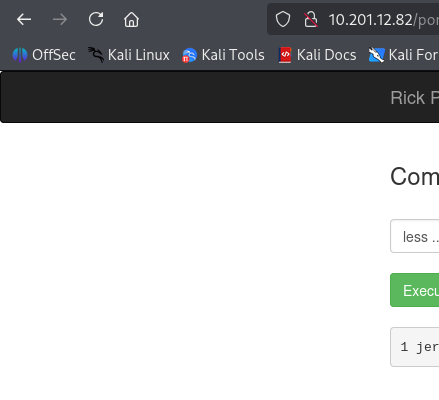 10.201.12.82/por
OffSec Kali Linux Kali Tools Kali Docs Kali For
Rick P
Com
less ..
Execu
1 jer